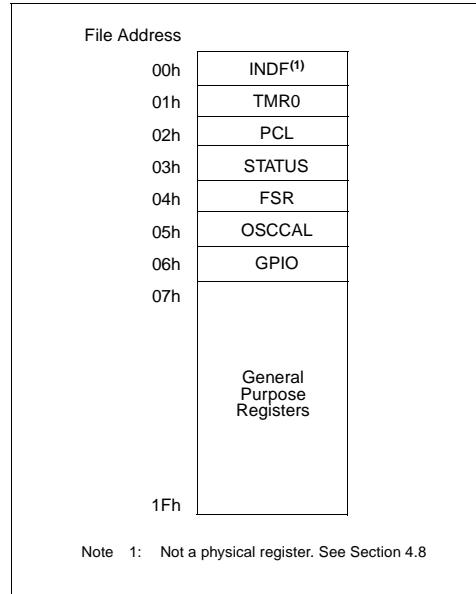 File Address
00h INDF(1)
01h TMR0
02h PCL
03h STATUS
04h FSR
05h OSCCAL
06h GPIO
07h
General
Purpose
Registers
1Fh
Note 1: Not a physical register. See Section 4.8